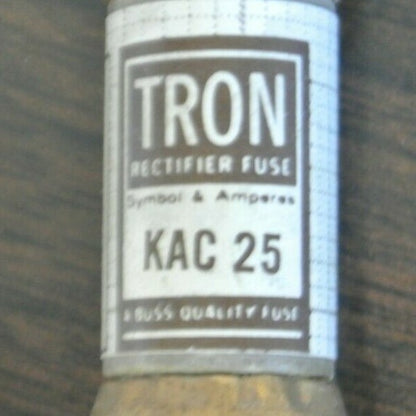 TRON
RECTIFIER FUSE
Symbol & Amperes
KAC 25
A BUSS QUALITY FUSE